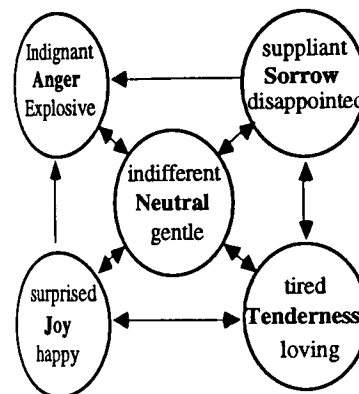 Indignant
Anger
Explosive
suppliant
Sorrow
disappointed
indifferent
Neutral
gentle
surprised
Joy
happy
tired
Tenderness
loving